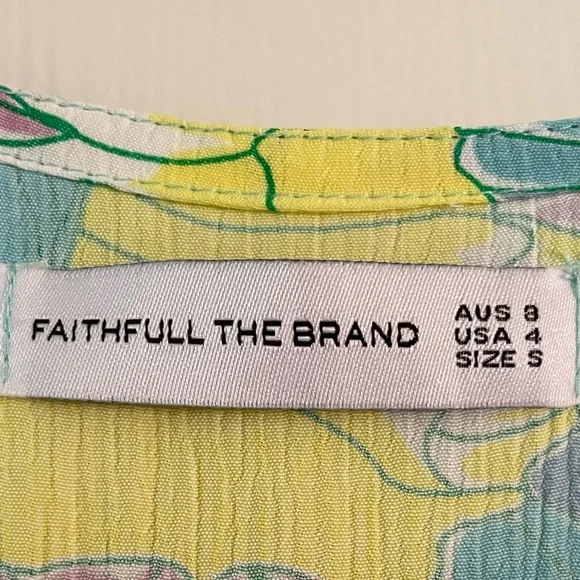 FAITHFULL THE BRAND
AUS 8
USA 4
SIZE S